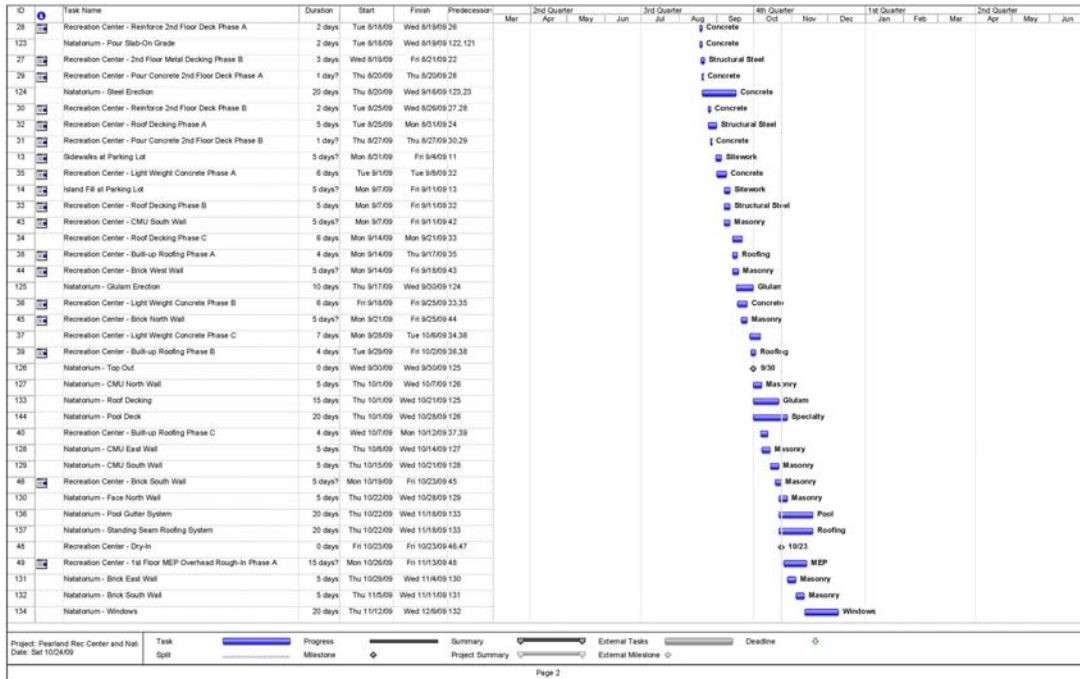 ID Task Name Duration Start Finish Predecessors 2nd Quarter 3rd Quarter 4th Quarter 1st Quarter 2nd Quarter
Mar Apr May Jun Jul Aug Sep Oct Nov Dec Jan Feb Mar Apr May Jun
28 Recreation Center - Reinforce 2nd Floor Deck Phase A 2 days Tue 8/18/09 Wed 8/19/09 26 Concrete
123 Natatorium - Pour Slab-On Grade 2 days Tue 8/18/09 Wed 8/19/09 122,121 Concrete
27 Recreation Center - 2nd Floor Metal Decking Phase B 3 days Wed 8/19/09 Fri 8/21/09 22 Structural Steel
29 Recreation Center - Pour Concrete 2nd Floor Deck Phase A 1 day? Thu 8/20/09 Thu 8/20/09 28 Concrete
124 Natatorium - Steel Erection 20 days Thu 8/20/09 Wed 9/16/09 123,23 Concrete
30 Recreation Center - Reinforce 2nd Floor Deck Phase B 2 days Tue 8/25/09 Wed 8/26/09 27,28 Concrete
32 Recreation Center - Roof Decking Phase A 5 days Tue 8/25/09 Mon 8/31/09 24 Structural Steel
31 Recreation Center - Pour Concrete 2nd Floor Deck Phase B 1 day? Thu 8/27/09 Thu 8/27/09 30,29 Concrete
13 Sidewalks at Parking Lot 5 days? Mon 8/31/09 Fri 9/4/09 11 Sitework
35 Recreation Center - Light Weight Concrete Phase A 6 days Tue 9/1/09 Tue 9/8/09 32 Concrete
14 Island Fill at Parking Lot 5 days? Mon 9/7/09 Fri 9/11/09 13 Sitework
33 Recreation Center - Roof Decking Phase B 5 days Mon 9/7/09 Fri 9/11/09 32 Structural Steel
43 Recreation Center - CMU South Wall 5 days? Mon 9/7/09 Fri 9/11/09 42 Masonry
34 Recreation Center - Roof Decking Phase C 6 days Mon 9/14/09 Mon 9/21/09 33
38 Recreation Center - Built-up Roofing Phase A 4 days Mon 9/14/09 Thu 9/17/09 35 Roofing
44 Recreation Center - Brick West Wall 5 days? Mon 9/14/09 Fri 9/18/09 43 Masonry
125 Natatorium - Glulam Erection 10 days Thu 9/17/09 Wed 9/30/09 124 Glulam
36 Recreation Center - Light Weight Concrete Phase B 6 days Fri 9/18/09 Fri 9/25/09 33,35 Concrete
45 Recreation Center - Brick North Wall 5 days? Mon 9/21/09 Fri 9/25/09 44 Masonry
37 Recreation Center - Light Weight Concrete Phase C 7 days Mon 9/28/09 Tue 10/6/09 34,36
39 Recreation Center - Built-up Roofing Phase B 4 days Tue 9/29/09 Fri 10/2/09 36,38 Roofing
126 Natatorium - Top Out 0 days Wed 9/30/09 Wed 9/30/09 125 9/30
127 Natatorium - CMU North Wall 5 days Thu 10/1/09 Wed 10/7/09 126 Masonry
133 Natatorium - Roof Decking 15 days Thu 10/1/09 Wed 10/21/09 125 Glulam
144 Natatorium - Pool Deck 20 days Thu 10/1/09 Wed 10/28/09 126 Specialty
40 Recreation Center - Built-up Roofing Phase C 4 days Wed 10/7/09 Mon 10/12/09 37,39
128 Natatorium - CMU East Wall 5 days Thu 10/8/09 Wed 10/14/09 127 Masonry
129 Natatorium - CMU South Wall 5 days Thu 10/15/09 Wed 10/21/09 128 Masonry
46 Recreation Center - Brick South Wall 5 days? Mon 10/19/09 Fri 10/23/09 45 Masonry
130 Natatorium - Face North Wall 5 days Thu 10/22/09 Wed 10/28/09 129 Masonry
136 Natatorium - Pool Gutter System 20 days Thu 10/22/09 Wed 11/18/09 133 Pool
137 Natatorium - Standing Seam Roofing System 20 days Thu 10/22/09 Wed 11/18/09 133 Roofing
48 Recreation Center - Dry-In 0 days Fri 10/23/09 Fri 10/23/09 46,47 10/23
49 Recreation Center - 1st Floor MEP Overhead Rough-In Phase A 15 days? Mon 10/26/09 Fri 11/13/09 48 MEP
131 Natatorium - Brick East Wall 5 days Thu 10/29/09 Wed 11/4/09 130 Masonry
132 Natatorium - Brick South Wall 5 days Thu 11/5/09 Wed 11/11/09 131 Masonry
134 Natatorium - Windows 20 days Thu 11/12/09 Wed 12/9/09 132 Windows
Project: Pearland Rec Center and Nat- Task Progress Summary External Tasks Deadline
Date: Sat 10/24/09 Split Milestone Project Summary External Milestone
Page 2